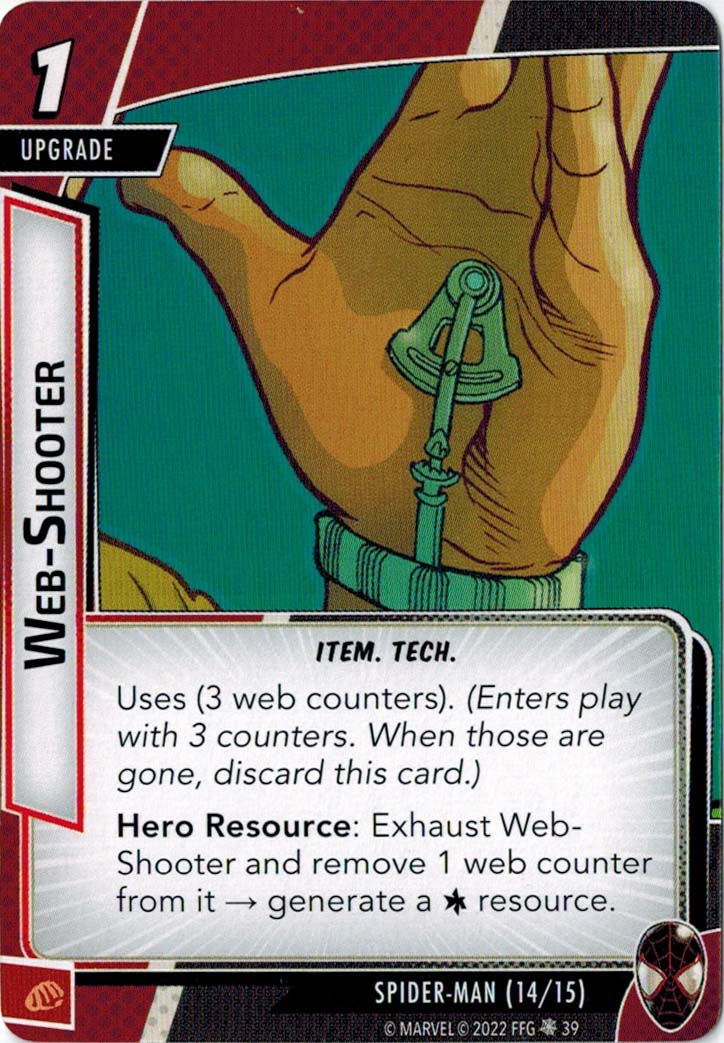 1
UPGRADE
WEB-SHOOTER
ITEM. TECH.
Uses (3 web counters). (Enters play
with 3 counters. When those are
gone, discard this card.)
Hero Resource: Exhaust Web-
Shooter and remove 1 web counter
from it → generate a resource.
SPIDER-MAN (14/15)
© MARVEL © 2022 FFG 39